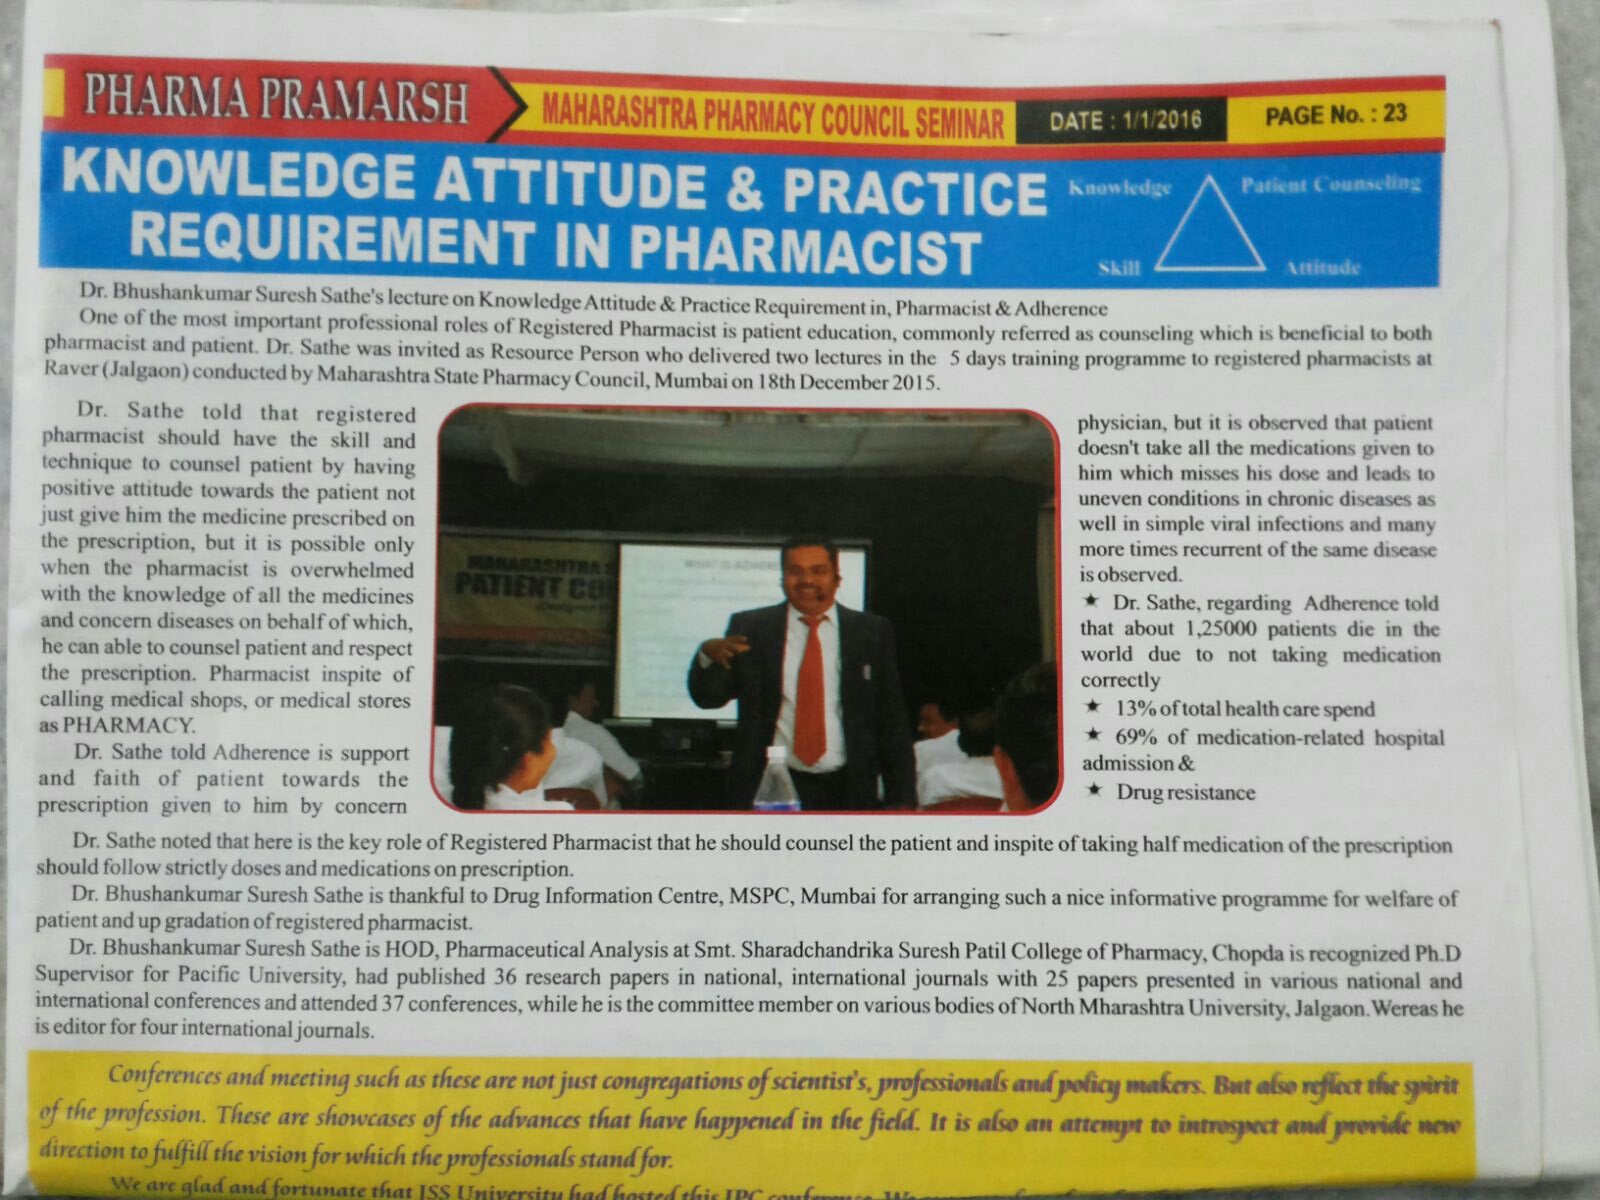 PHARMA PRAMARSH
MAHARASHTRA PHARMACY COUNCIL SEMINAR
DATE : 1/1/2016
PAGE No. : 23
KNOWLEDGE ATTITUDE & PRACTICE
REQUIREMENT IN PHARMACIST
Knowledge
Patient Counseling
Skill
Attitude
Dr. Bhushankumar Suresh Sathe's lecture on Knowledge Attitude & Practice Requirement in, Pharmacist & Adherence
One of the most important professional roles of Registered Pharmacist is patient education, commonly referred as counseling which is beneficial to both
pharmacist and patient. Dr. Sathe was invited as Resource Person who delivered two lectures in the 5 days training programme to registered pharmacists at
Raver (Jalgaon) conducted by Maharashtra State Pharmacy Council, Mumbai on 18th December 2015.
Dr. Sathe told that registered
pharmacist should have the skill and
technique to counsel patient by having
positive attitude towards the patient not
just give him the medicine prescribed on
the prescription, but it is possible only
when the pharmacist is overwhelmed
with the knowledge of all the medicines
and concern diseases on behalf of which,
he can able to counsel patient and respect
the prescription. Pharmacist inspite of
calling medical shops, or medical stores
as PHARMACY.
Dr. Sathe told Adherence is support
and faith of patient towards the
prescription given to him by concern
MAHARASHTRA S
PATIENT CO
WHAT IS ADHERE
physician, but it is observed that patient
doesn't take all the medications given to
him which misses his dose and leads to
uneven conditions in chronic diseases as
well in simple viral infections and many
more times recurrent of the same disease
is observed.
★ Dr. Sathe, regarding Adherence told
that about 1,25000 patients die in the
world due to not taking medication
correctly
★ 13% of total health care spend
★ 69% of medication-related hospital
admission &
★ Drug resistance
Dr. Sathe noted that here is the key role of Registered Pharmacist that he should counsel the patient and inspite of taking half medication of the prescription
should follow strictly doses and medications on prescription.
Dr. Bhushankumar Suresh Sathe is thankful to Drug Information Centre, MSPC, Mumbai for arranging such a nice informative programme for welfare of
patient and up gradation of registered pharmacist.
Dr. Bhushankumar Suresh Sathe is HOD, Pharmaceutical Analysis at Smt. Sharadchandrika Suresh Patil College of Pharmacy, Chopda is recognized Ph.D
Supervisor for Pacific University, had published 36 research papers in national, international journals with 25 papers presented in various national and
international conferences and attended 37 conferences, while he is the committee member on various bodies of North Mharashtra University, Jalgaon. Wereas he
is editor for four international journals.
Conferences and meeting such as these are not just congregations of scientist's, professionals and policy makers. But also reflect the spirit
of the profession. These are showcases of the advances that have happened in the field. It is also an attempt to introspect and provide new
direction to fulfill the vision for which the professionals stand for.
We are glad and fortunate that JSS University had hosted this IPC conference.